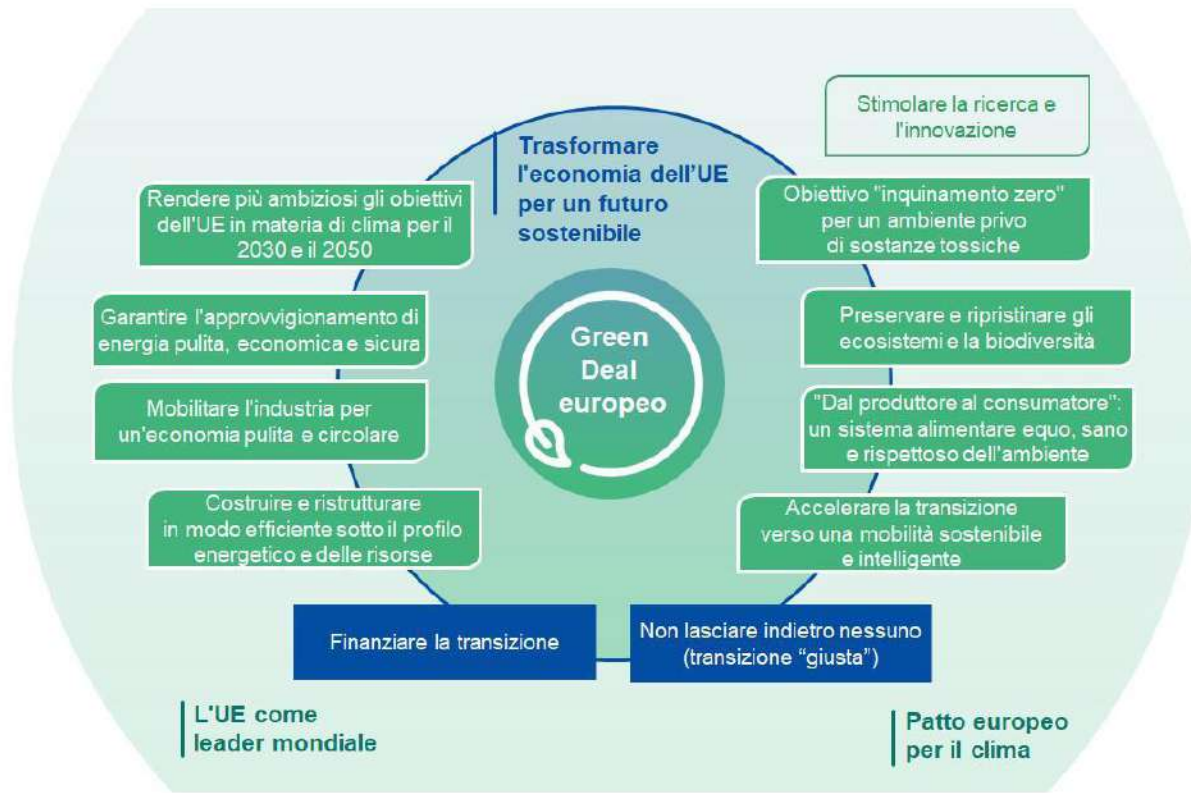 Stimolare la ricerca e
l'innovazione
Trasformare
l'economia dell'UE
per un futuro
sostenibile
Rendere più ambiziosi gli obiettivi
dell'UE in materia di clima per il
2030 e il 2050
Obiettivo "inquinamento zero"
per un ambiente privo
di sostanze tossiche
Garantire l'approvvigionamento di
energia pulita, economica e sicura
Preservare e ripristinare gli
ecosistemi e la biodiversità
Green
Deal
europeo
Mobilitare l'industria per
un'economia pulita e circolare
"Dal produttore al consumatore":
un sistema alimentare equo, sano
e rispettoso dell'ambiente
Costruire e ristrutturare
in modo efficiente sotto il profilo
energetico e delle risorse
Accelerare la transizione
verso una mobilità sostenibile
e intelligente
Finanziare la transizione
Non lasciare indietro nessuno
(transizione “giusta”)
L'UE come
leader mondiale
Patto europeo
per il clima